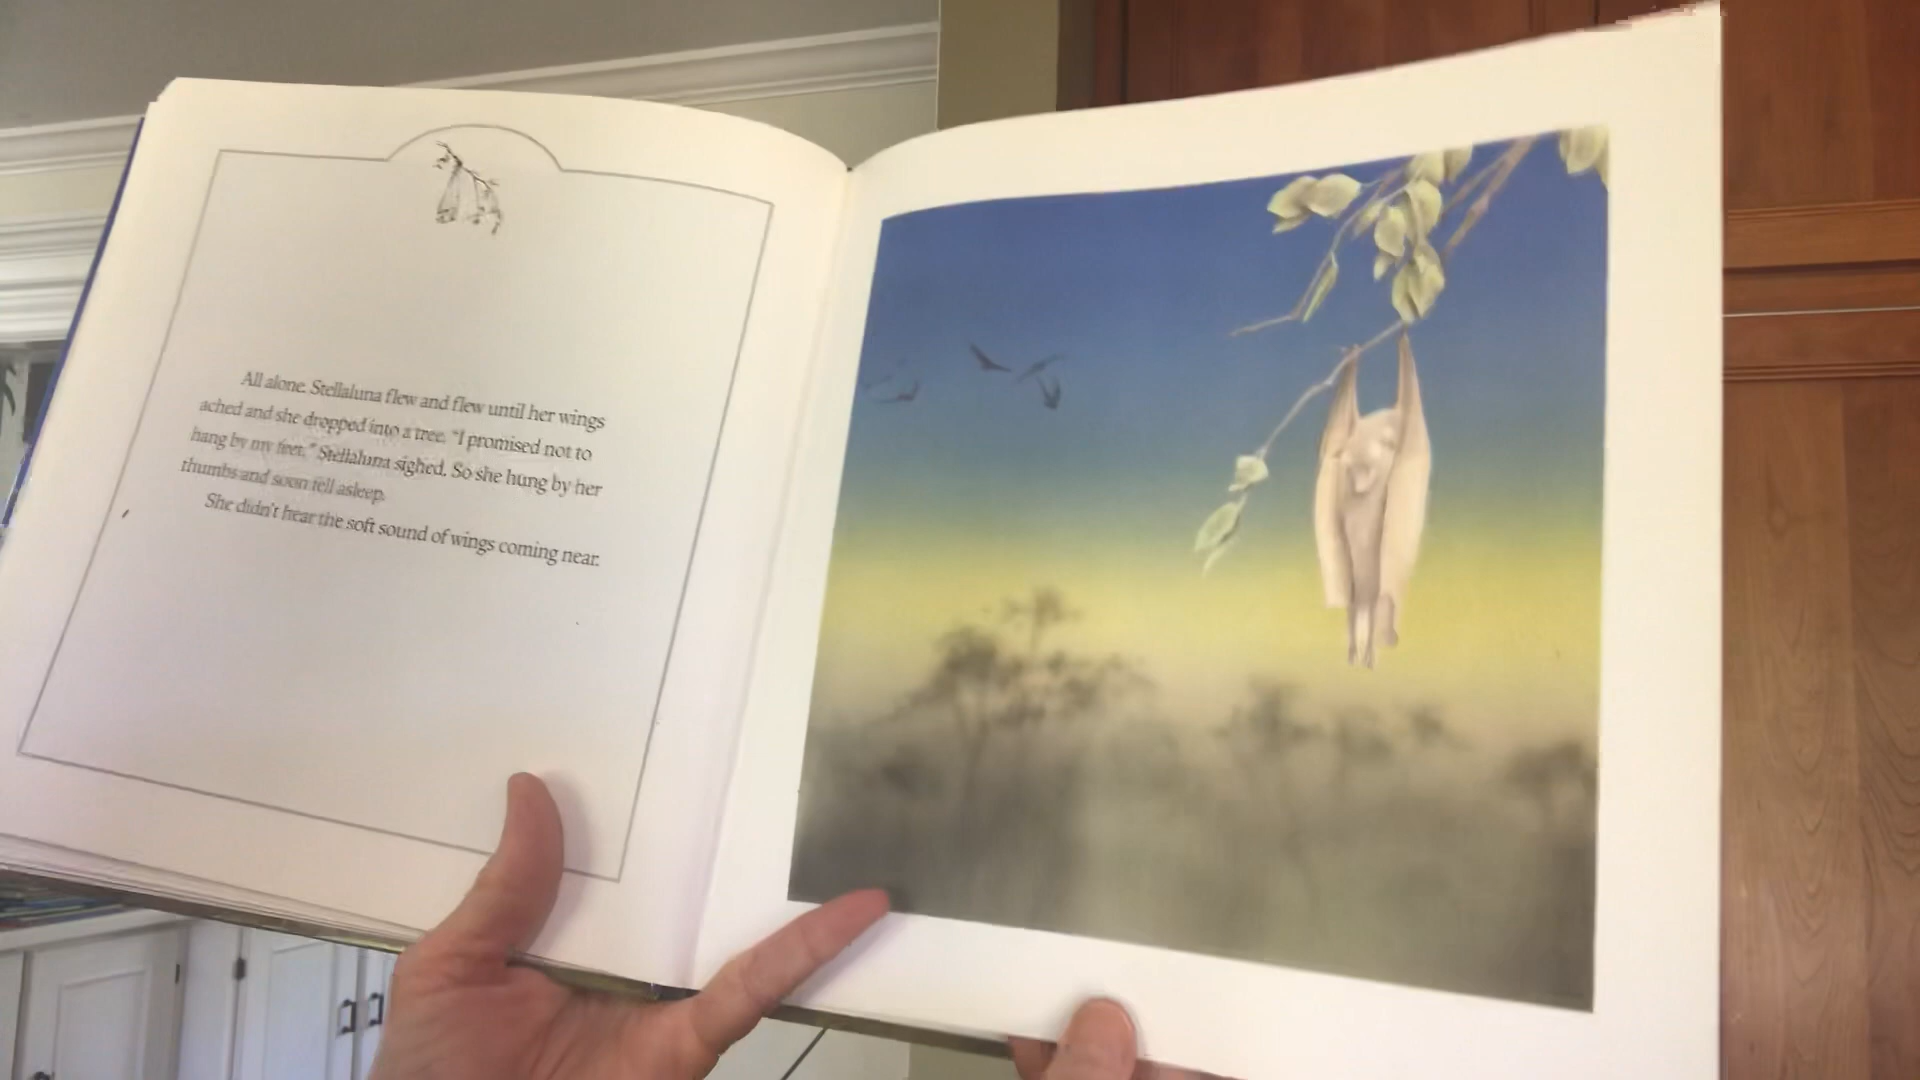 All alone, Stellaluna flew and flew until her wings
ached and she dropped into a tree. "I promised not to
hang by my feet," Stellaluna sighed. So she hung by her
thumbs and soon fell asleep.
She didn't hear the soft sound of wings coming near.